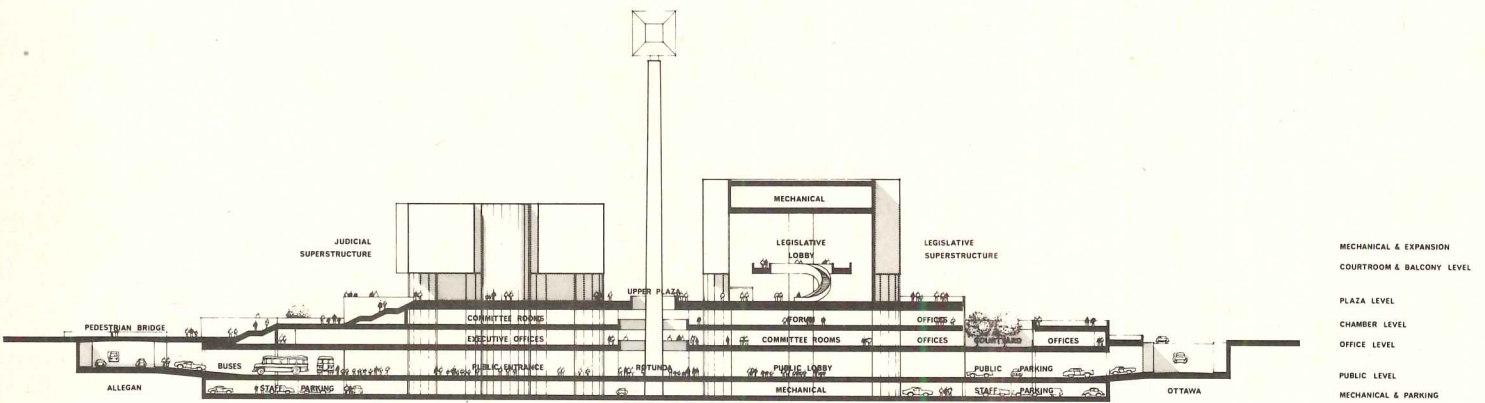 MECHANICAL
JUDICIAL
SUPERSTRUCTURE
LEGISLATIVE
LOBBY
LEGISLATIVE
SUPERSTRUCTURE
MECHANICAL & EXPANSION
COURTROOM & BALCONY LEVEL
UPPER PLAZA
PLAZA LEVEL
COMMITTEE ROOMS
FORUM
OFFICES
CHAMBER LEVEL
PEDESTRIAN BRIDGE
EXECUTIVE OFFICES
COMMITTEE ROOMS
OFFICES
COURTYARD
OFFICES
OFFICE LEVEL
BUSES
PUBLIC ENTRANCE
ROTUNDA
PUBLIC LOBBY
PUBLIC PARKING
PUBLIC LEVEL
ALLEGAN
STAFF PARKING
MECHANICAL
STAFF PARKING
OTTAWA
MECHANICAL & PARKING